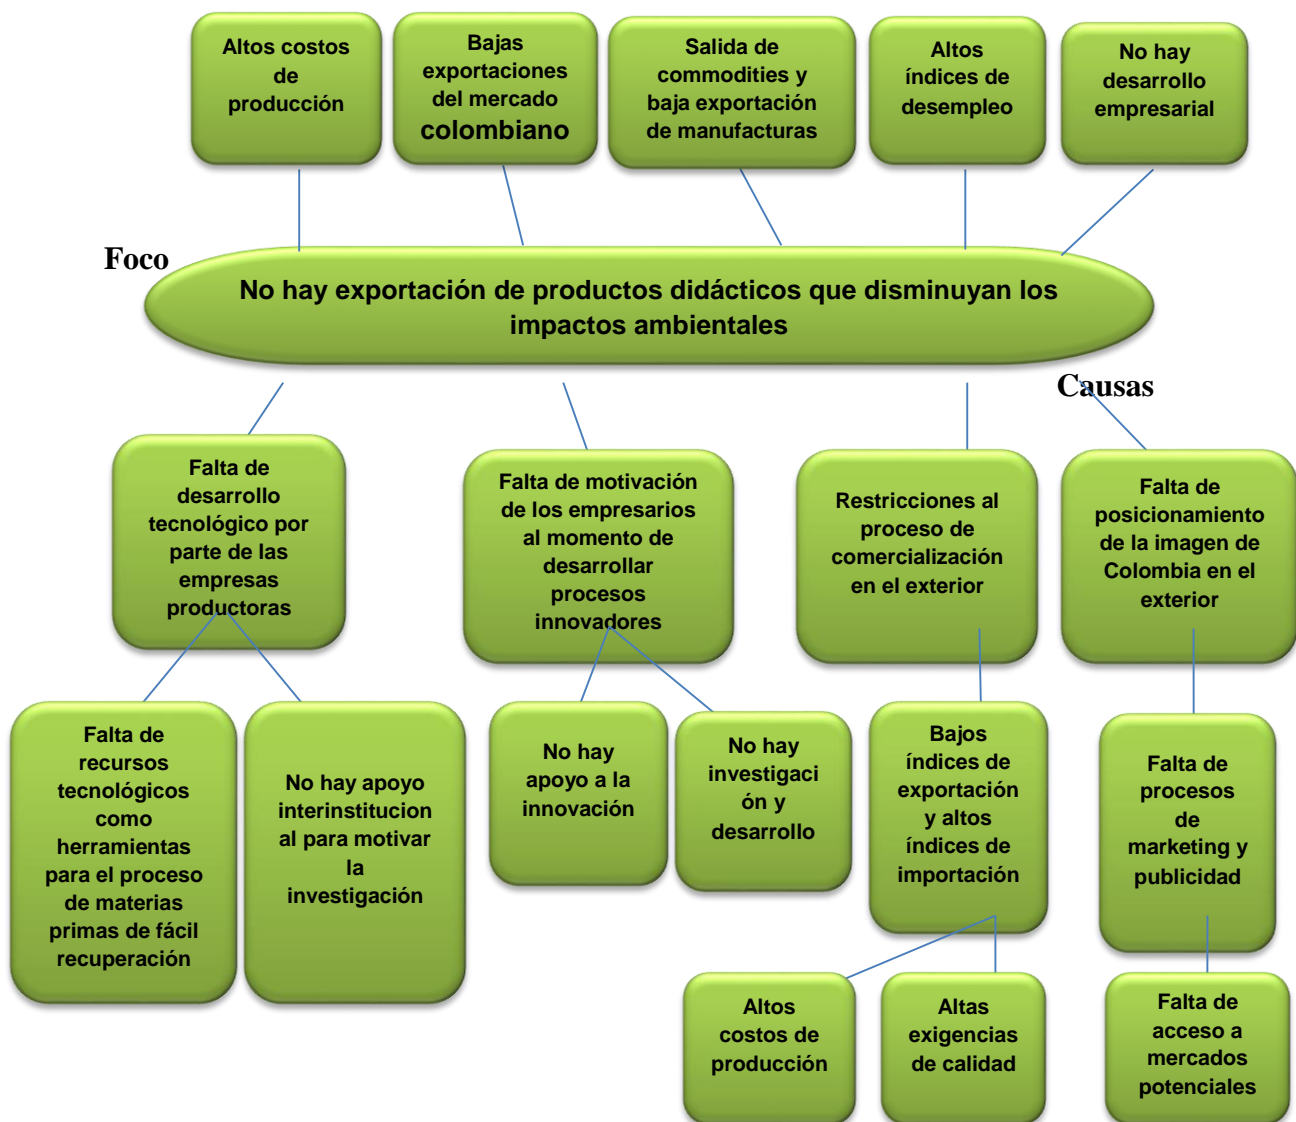 Altos costos
de
producción
Bajas
exportaciones
del mercado
colombiano
Salida de
commodities y
baja exportación
de manufacturas
Altos
índices de
desempleo
No hay
desarrollo
empresarial
Foco
No hay exportación de productos didácticos que disminuyan los
impactos ambientales
Causas
Falta de
desarrollo
tecnológico por
parte de las
empresas
productoras
Falta de motivación
de los empresarios
al momento de
desarrollar
procesos
innovadores
Restricciones al
proceso de
comercialización
en el exterior
Falta de
posicionamiento
de la imagen de
Colombia en el
exterior
Falta de
recursos
tecnológicos
como
herramientas
para el proceso
de materias
primas de fácil
recuperación
No hay apoyo
interinstitucion
al para motivar
la
investigación
No hay
apoyo a la
innovación
No hay
investigaci
ón y
desarrollo
Bajos
índices de
exportación
y altos
índices de
importación
Falta de
procesos
de
marketing y
publicidad
Altos
costos de
producción
Altas
exigencias
de calidad
Falta de
acceso a
mercados
potenciales